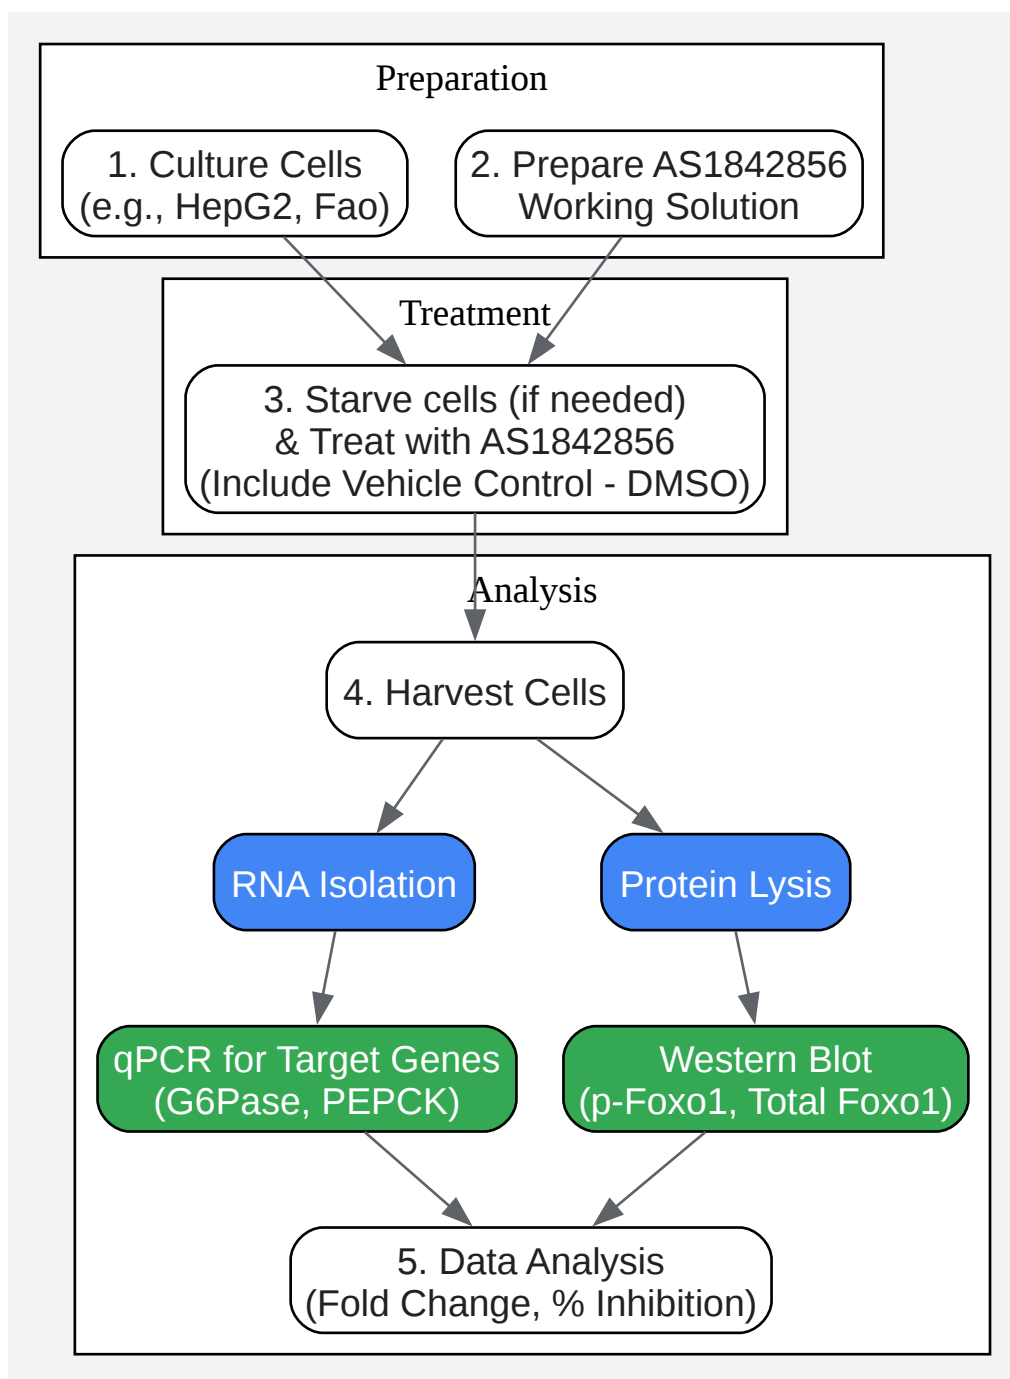 Preparation
1. Culture Cells
(e.g., HepG2, Fao)
2. Prepare AS1842856
Working Solution
Treatment
3. Starve cells (if needed)
& Treat with AS1842856
(Include Vehicle Control - DMSO)
Analysis
4. Harvest Cells
RNA Isolation
Protein Lysis
qPCR for Target Genes
(G6Pase, PEPCK)
Western Blot
(p-Foxo1, Total Foxo1)
5. Data Analysis
(Fold Change, % Inhibition)